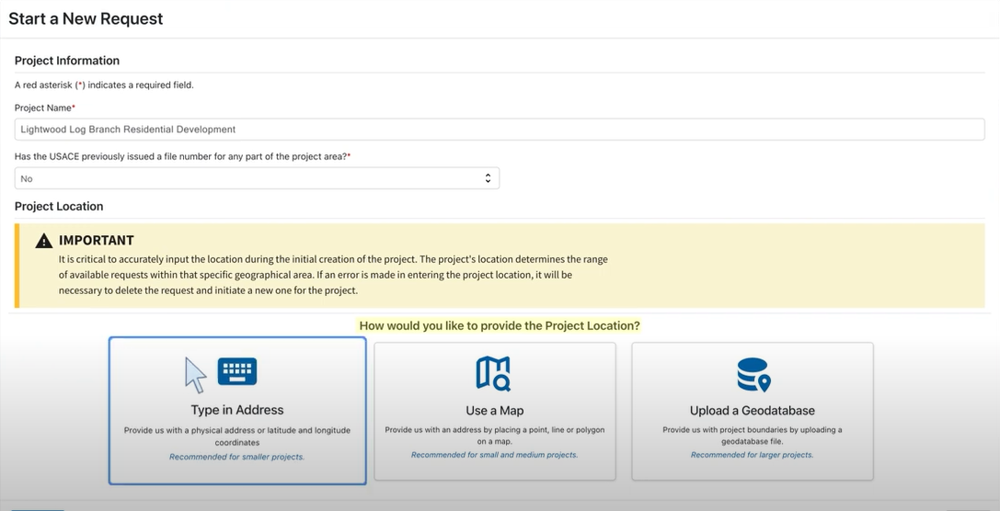 Start a New Request
Project Information
A red asterisk (*) indicates a required field.
Project Name*
Lightwood Log Branch Residential Development
Has the USACE previously issued a file number for any part of the project area?*
No
Project Location
IMPORTANT
It is critical to accurately input the location during the initial creation of the project. The project's location determines the range
of available requests within that specific geographical area. If an error is made in entering the project location, it will be
necessary to delete the request and initiate a new one for the project.
How would you like to provide the Project Location?
Type in Address
Provide us with a physical address or latitude and longitude
coordinates
Recommended for smaller projects.
Use a Map
Provide us with an address by placing a point, line or polygon
on a map.
Recommended for small and medium projects.
Upload a Geodatabase
Provide us with project boundaries by uploading a
geodatabase file.
Recommended for larger projects.